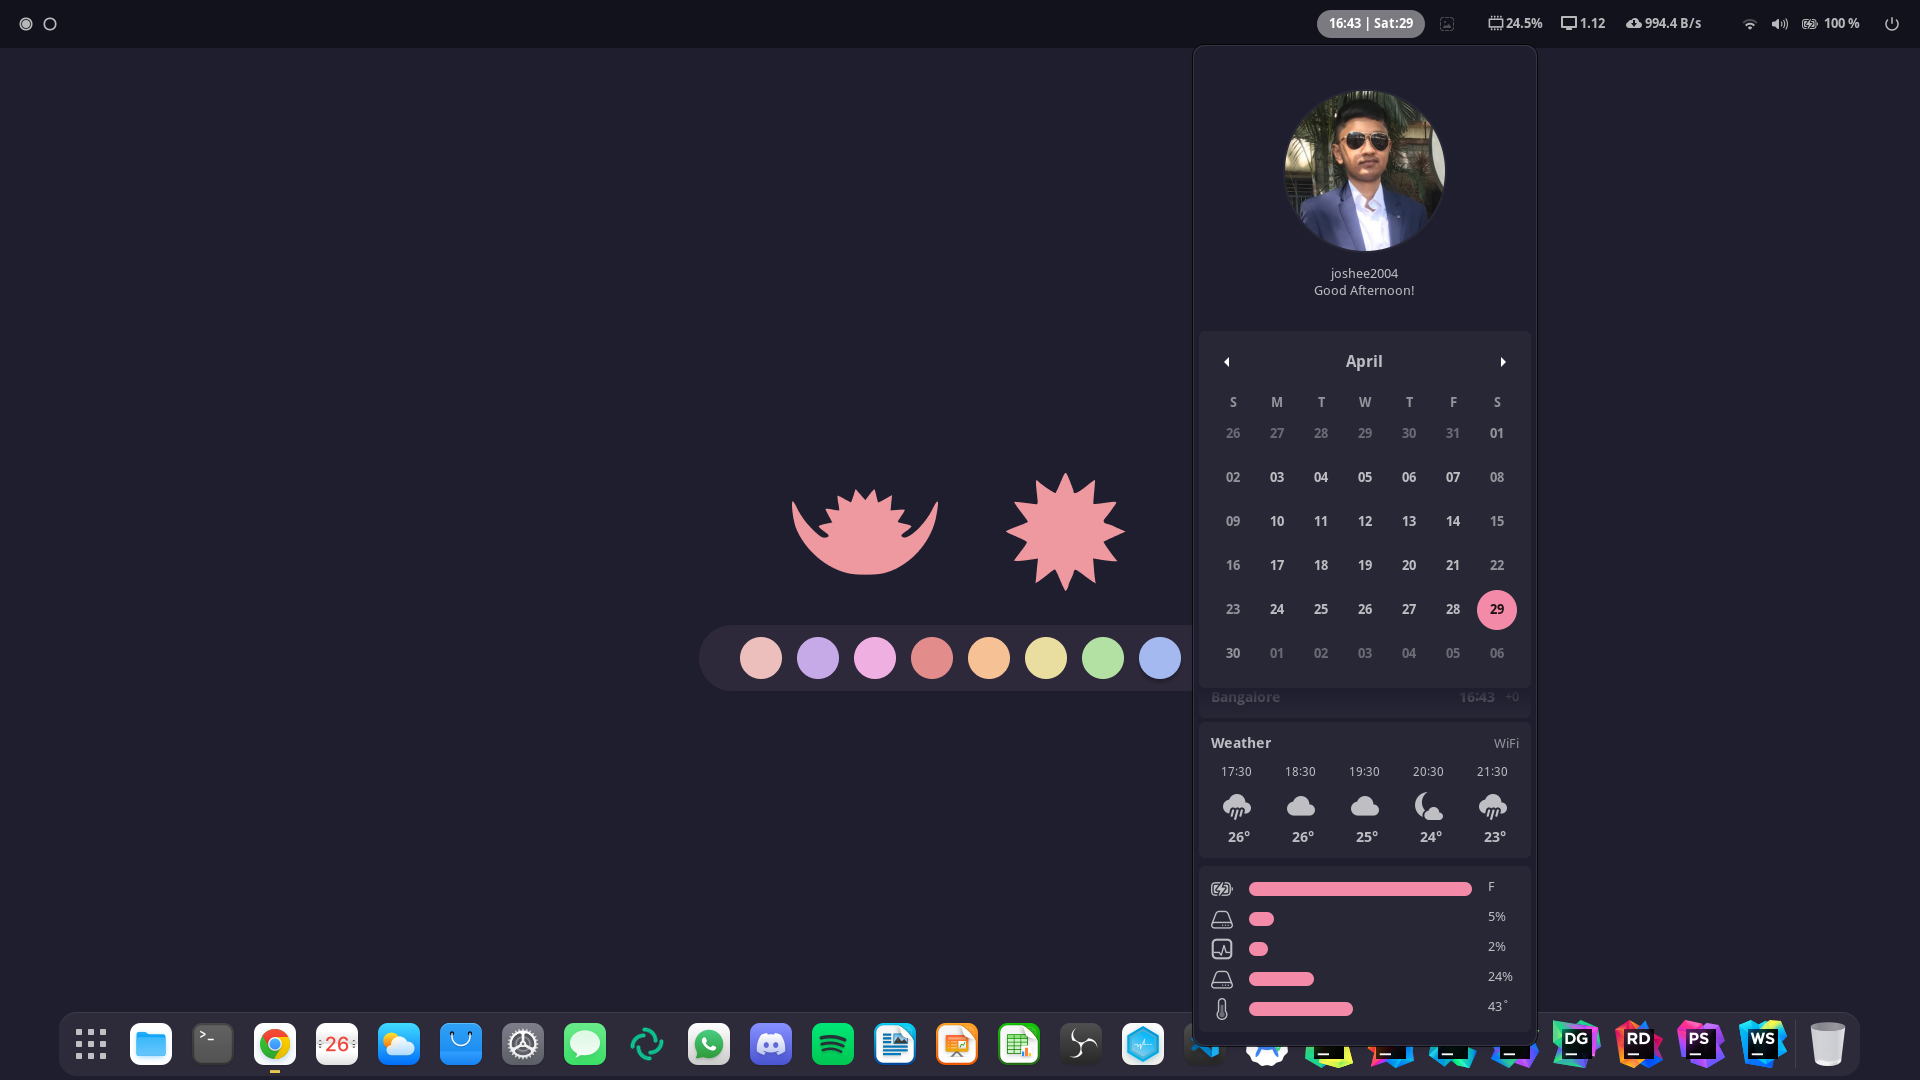 16:43 | Sat:29
24.5%
1.12
994.4 B/s
100 %
joshee2004
Good Afternoon!
April
S M T W T F S
26 27 28 29 30 31 01
02 03 04 05 06 07 08
09 10 11 12 13 14 15
16 17 18 19 20 21 22
23 24 25 26 27 28 29
30 01 02 03 04 05 06
Bangalore 16:43 +0
Weather WiFi
17:30 18:30 19:30 20:30 21:30
26° 26° 25° 24° 23°
F
5%
2%
24%
43°
>_
26
DG
RD
PS
WS